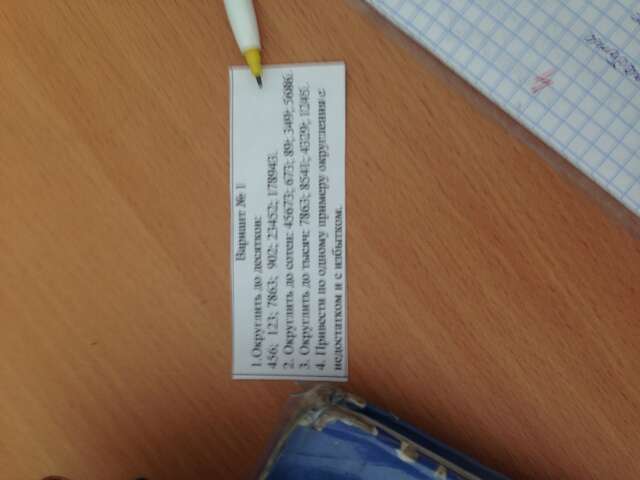 Вариант № 1
1.Округлить до десятков:
456; 123; 7863; 902; 23452; 178943.
2. Округлить до сотен: 45673; 673; 89; 349; 5686.
3. Округлить до тысяч: 7863; 8541; 4329; 1245.
4. Привести по одному примеру округления с
недостатком и с избытком.